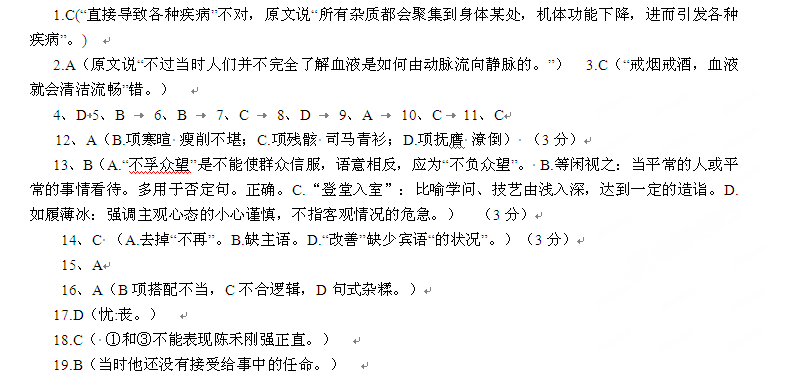 1.C(“直接导致各种疾病”不对，原文说“所有杂质都会聚集到身体某处，机体功能下降，进而引发各种
疾病”。)
2.A（原文说“不过当时人们并不完全了解血液是如何由动脉流向静脉的。”） 3.C（“戒烟戒酒，血液
就会清洁流畅”错。）
4、D 5、B → 6、B → 7、C → 8、D → 9、A → 10、C → 11、C
12、A（B.项寒暄 瘦削不堪；C.项残骸 司马青衫；D.项抚膺 潦倒）（3 分）
13、B（A.“不孚众望”是不能使群众信服，语意相反，应为“不负众望”。 B.等闲视之：当平常的人或平
常的事情看待。多用于否定句。正确。C.“登堂入室”：比喻学问、技艺由浅入深，达到一定的造诣。D.
如履薄冰：强调主观心态的小心谨慎，不指客观情况的危急。） （3 分）
14、C （A.去掉“不再”。B.缺主语。D.“改善”缺少宾语“的状况”。）（3 分）
15、A
16、A（B 项搭配不当，C 不合逻辑，D 句式杂糅。）
17.D（忧:丧。）
18.C（ ①和③不能表现陈禾刚强正直。）
19.B（当时他还没有接受给事中的任命。）